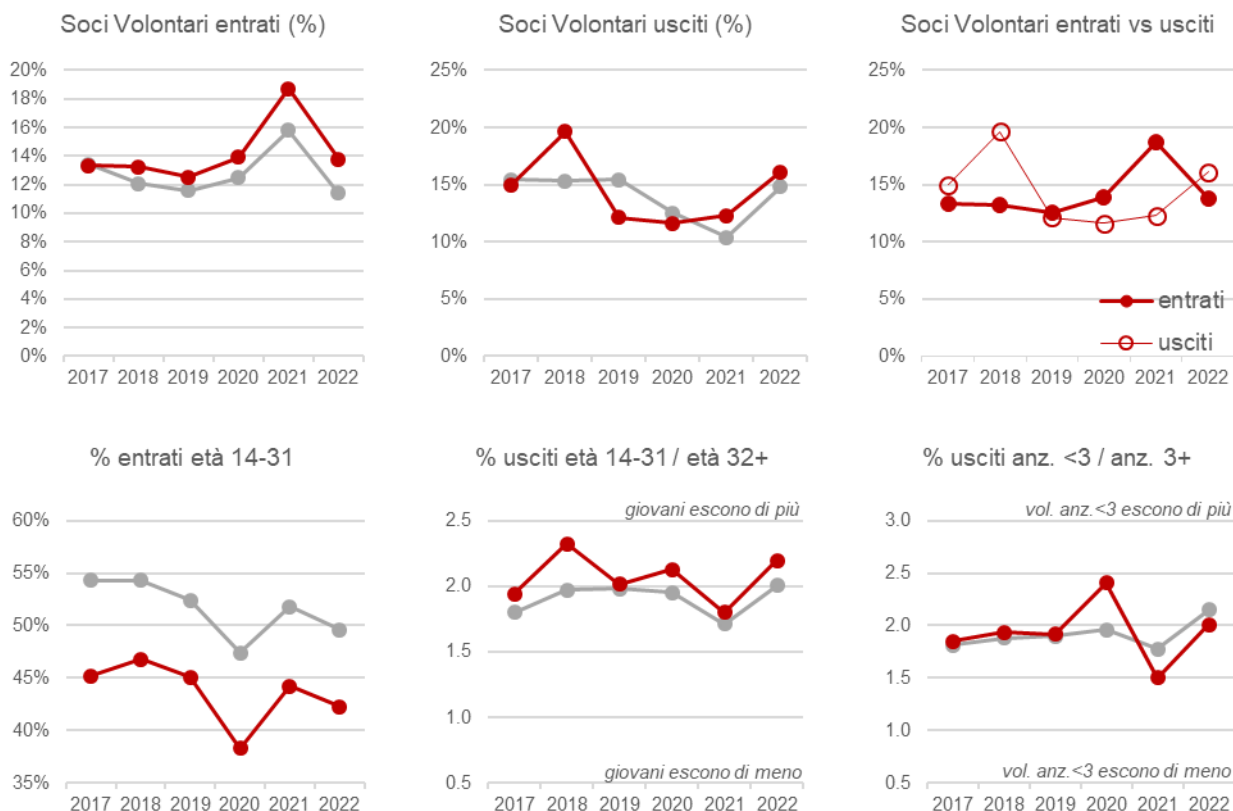 Soci Volontari entrati (%)
20%
18%
16%
14%
12%
10%
8%
6%
4%
2%
0%
2017 2018 2019 2020 2021 2022
Soci Volontari usciti (%)
25%
20%
15%
10%
5%
0%
2017 2018 2019 2020 2021 2022
Soci Volontari entrati vs usciti
25%
20%
15%
10%
5%
0%
entrati
usciti
2017 2018 2019 2020 2021 2022
% entrati età 14-31
60%
55%
50%
45%
40%
35%
2017 2018 2019 2020 2021 2022
% usciti età 14-31 / età 32+
2.5
giovani escono di più
2.0
1.5
1.0
giovani escono di meno
0.5
2017 2018 2019 2020 2021 2022
% usciti anz. <3 / anz. 3+
3.0
vol. anz.<3 escono di più
2.5
2.0
1.5
1.0
vol. anz.<3 escono di meno
0.5
2017 2018 2019 2020 2021 2022